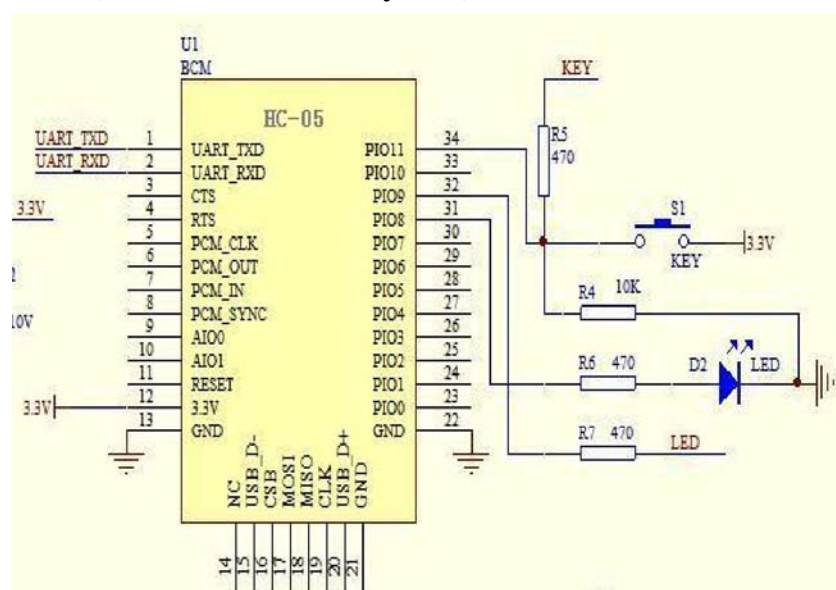 U1
BCM
HC-05
UART_TXD 1 UART_TXD PIO11 34
UART_RXD 2 UART_RXD PIO10 33
3 CTS PIO9 32
4 RTS PIO8 31
5 PCM_CLK PIO7 30
6 PCM_OUT PIO6 29
7 PCM_IN PIO5 28
8 PCM_SYNC PIO4 27
9 AIO0 PIO3 26
10 AIO1 PIO2 25
11 RESET PIO1 24
3.3V 12 3.3V PIO0 23
13 GND GND 22
NC USB_D- CSB MOSI MISO CLK USB_D+ GND
14 15 16 17 18 19 20 21
3.3V
10V
KEY
R5
470
S1
KEY
3.3V
R4 10K
R6 470 D2 LED
R7 470 LED